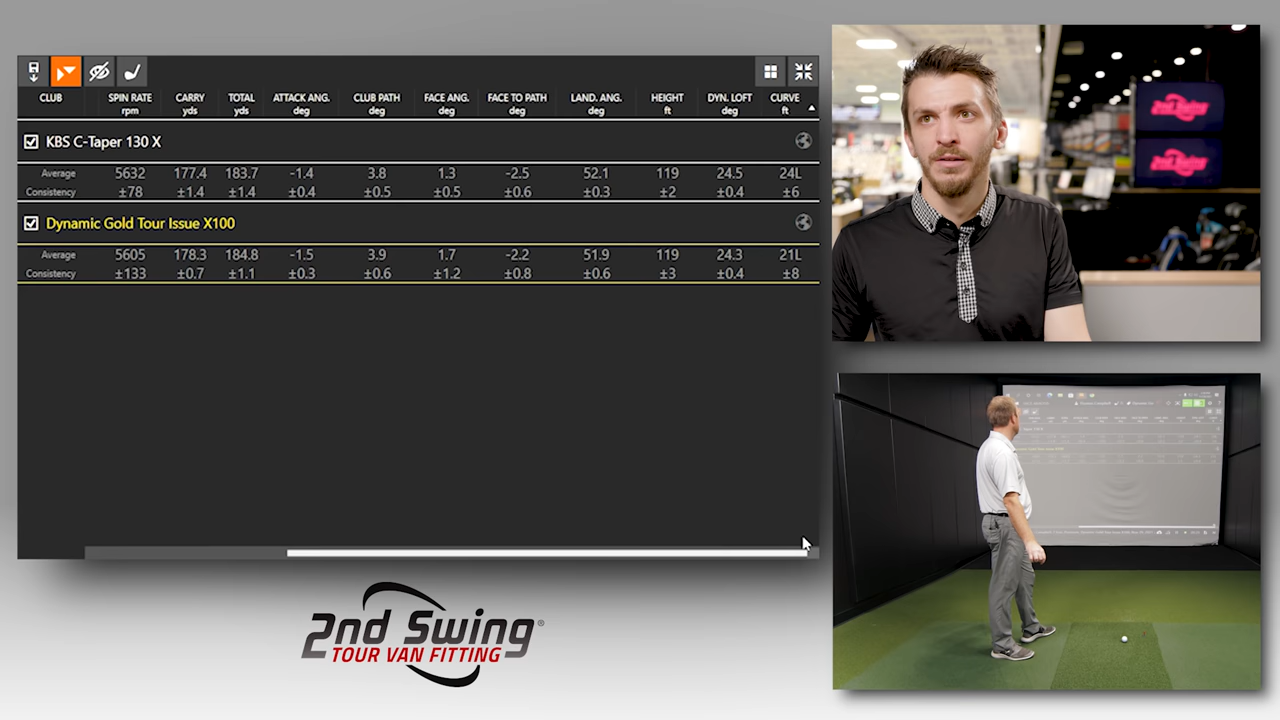 CLUB SPIN RATE CARRY TOTAL ATTACK ANG. CLUB PATH FACE ANG. FACE TO PATH LAND. ANG. HEIGHT DYN. LOFT CURVE
rpm yds yds deg deg deg deg deg ft deg ft
KBS C-Taper 130 X
Average 5632 177.4 183.7 -1.4 3.8 1.3 -2.5 52.1 119 24.5 24L
Consistency ±78 ±1.4 ±1.4 ±0.4 ±0.5 ±0.5 ±0.6 ±0.3 ±2 ±0.4 ±6
Dynamic Gold Tour Issue X100
Average 5605 178.3 184.8 -1.5 3.9 1.7 -2.2 51.9 119 24.3 21L
Consistency ±133 ±0.7 ±1.1 ±0.3 ±0.6 ±1.2 ±0.8 ±0.6 ±3 ±0.4 ±8
2nd Swing®
TOUR VAN FITTING
2nd Swing
2nd Swing